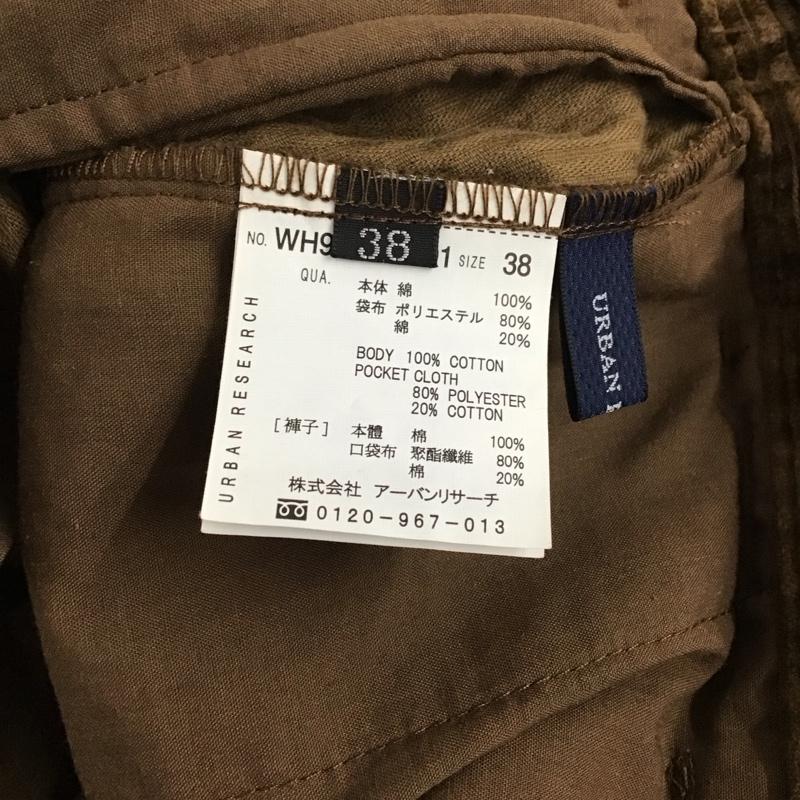 NO. WH9 38 1 SIZE 38
QUA.
本体 綿 100%
袋布 ポリエステル 80%
綿 20%
BODY 100% COTTON
POCKET CLOTH
80% POLYESTER
20% COTTON
[褲子] 本體 棉 100%
口袋布 聚酯纖維 80%
棉 20%
株式会社 アーバンリサーチ
0120-967-013
URBAN RESEARCH
URBAN